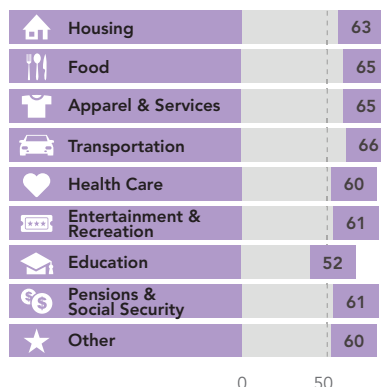 Housing 63
Food 65
Apparel & Services 65
Transportation 66
Health Care 60
Entertainment &
Recreation 61
Education 52
Pensions &
Social Security 61
Other 60
0 50